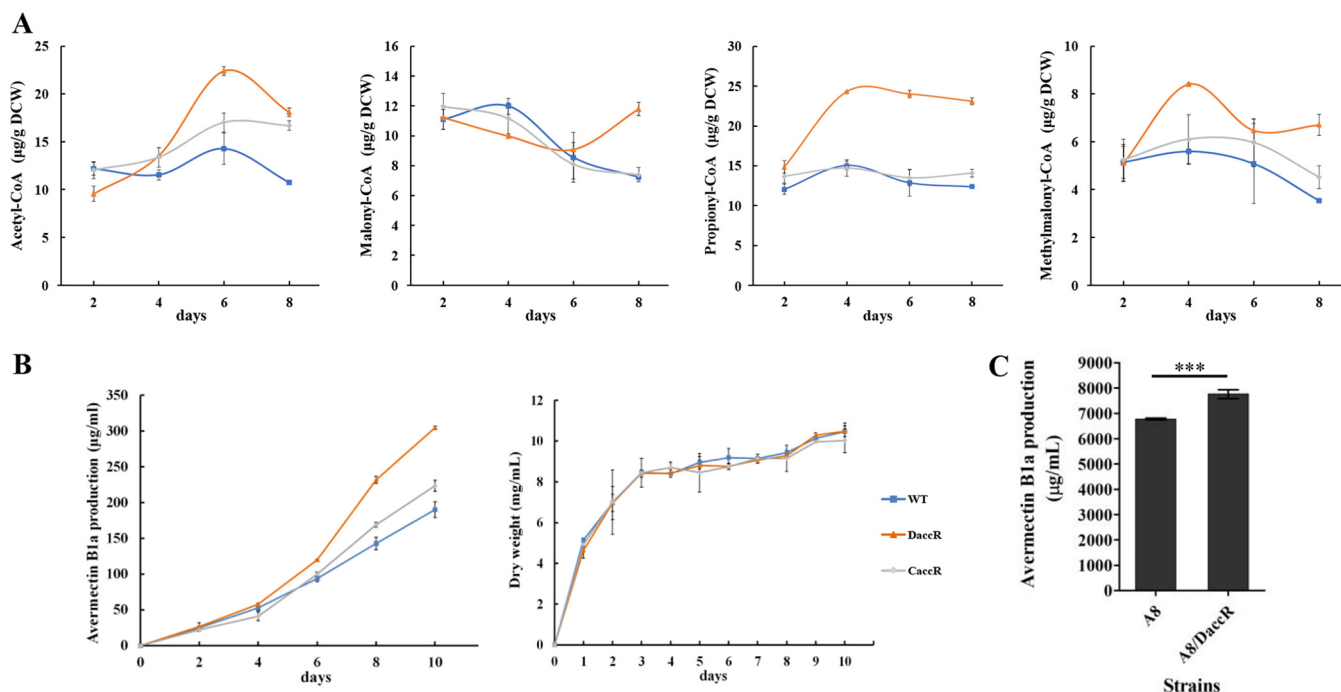 A
Acetyl-CoA (μg/g DCW)
25
20
15
10
5
0
2 4 6 8
days
Malonyl-CoA (μg/g DCW)
16
14
12
10
8
6
4
2
0
2 4 6 8
days
Propionyl-CoA (μg/g DCW)
30
25
20
15
10
5
0
2 4 6 8
days
Methylmalonyl-CoA (μg/g DCW)
10
8
6
4
2
0
2 4 6 8
days
B
Avermectin B1a production (μg/ml)
350
300
250
200
150
100
50
0
0 2 4 6 8 10
days
Dry weight (mg/mL)
12
10
8
6
4
2
0
0 1 2 3 4 5 6 7 8 9 10
days
WT
DaccR
CaccR
C
Avermectin B1a production
(μg/mL)
9000
8000
7000
6000
5000
4000
3000
2000
1000
0
***
A8
A8/DaccR
Strains